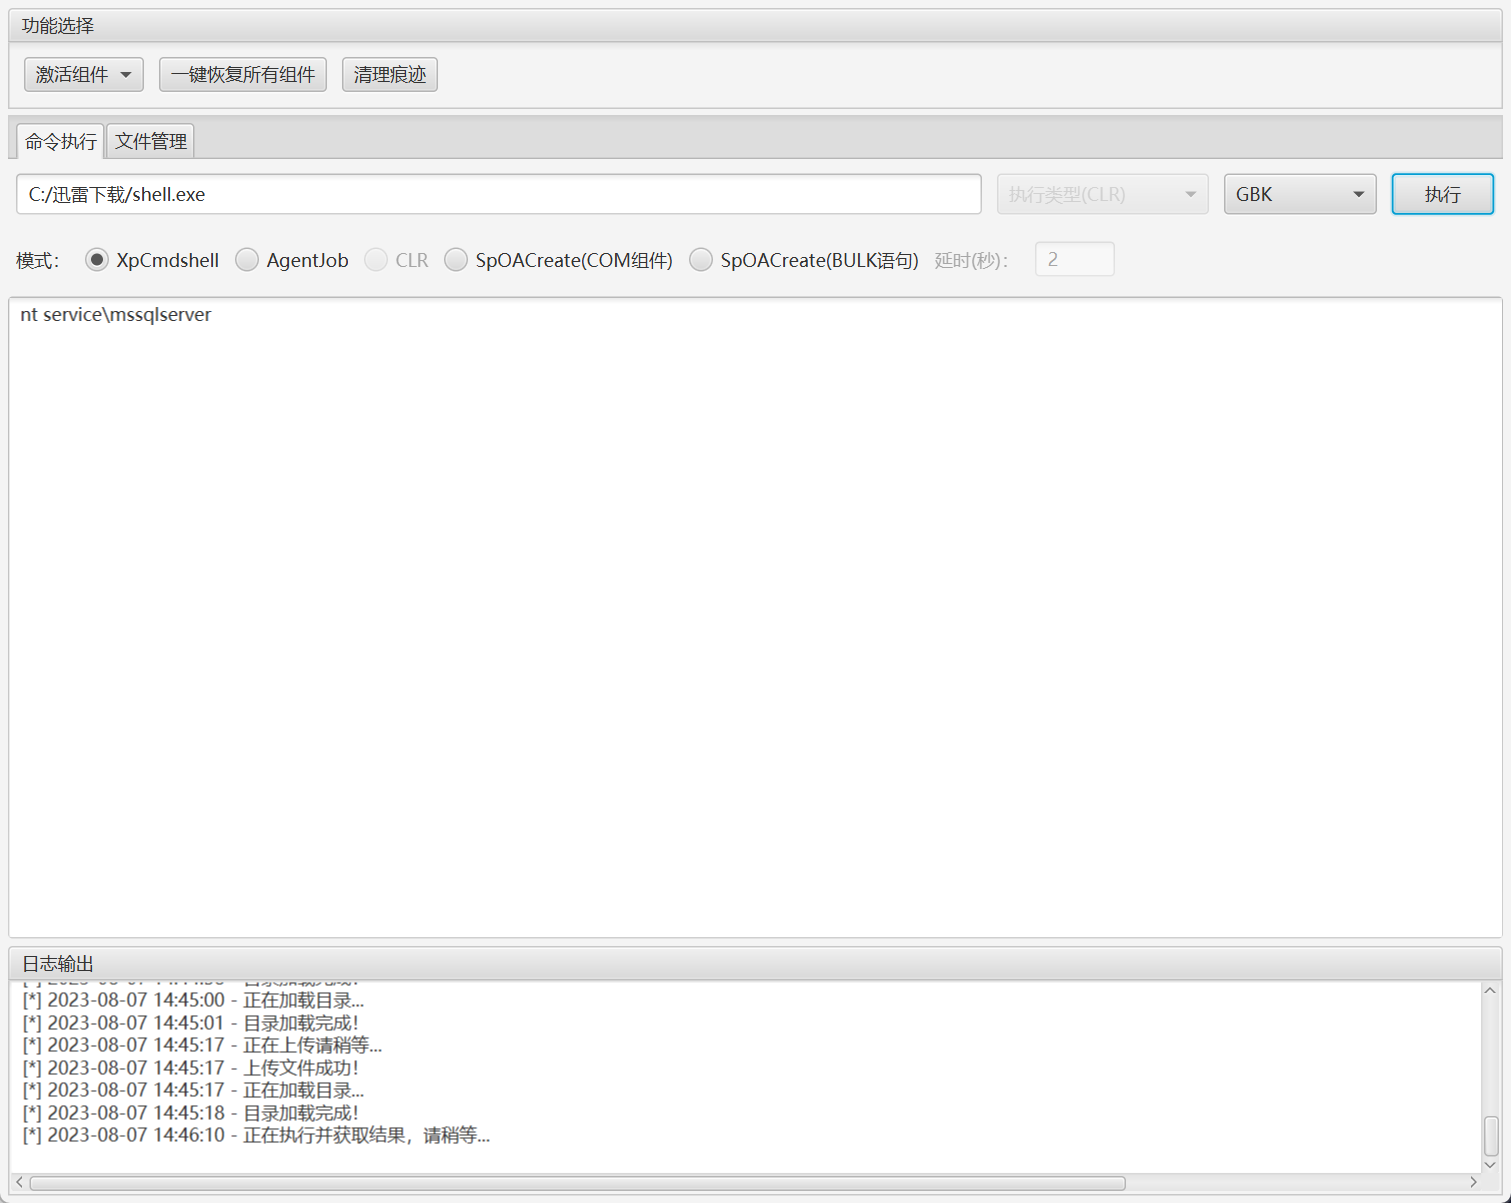 功能选择
激活组件 一键恢复所有组件 清理痕迹
命令执行 文件管理
C:/迅雷下载/shell.exe 执行类型(CLR) GBK 执行
模式： XpCmdshell AgentJob CLR SpOACreate(COM组件) SpOACreate(BULK语句) 延时(秒)： 2
nt service\mssqlserver
日志输出
[*] 2023-08-07 14:45:00 - 正在加载目录...
[*] 2023-08-07 14:45:01 - 目录加载完成！
[*] 2023-08-07 14:45:17 - 正在上传请稍等...
[*] 2023-08-07 14:45:17 - 上传文件成功！
[*] 2023-08-07 14:45:17 - 正在加载目录...
[*] 2023-08-07 14:45:18 - 目录加载完成！
[*] 2023-08-07 14:46:10 - 正在执行并获取结果，请稍等...